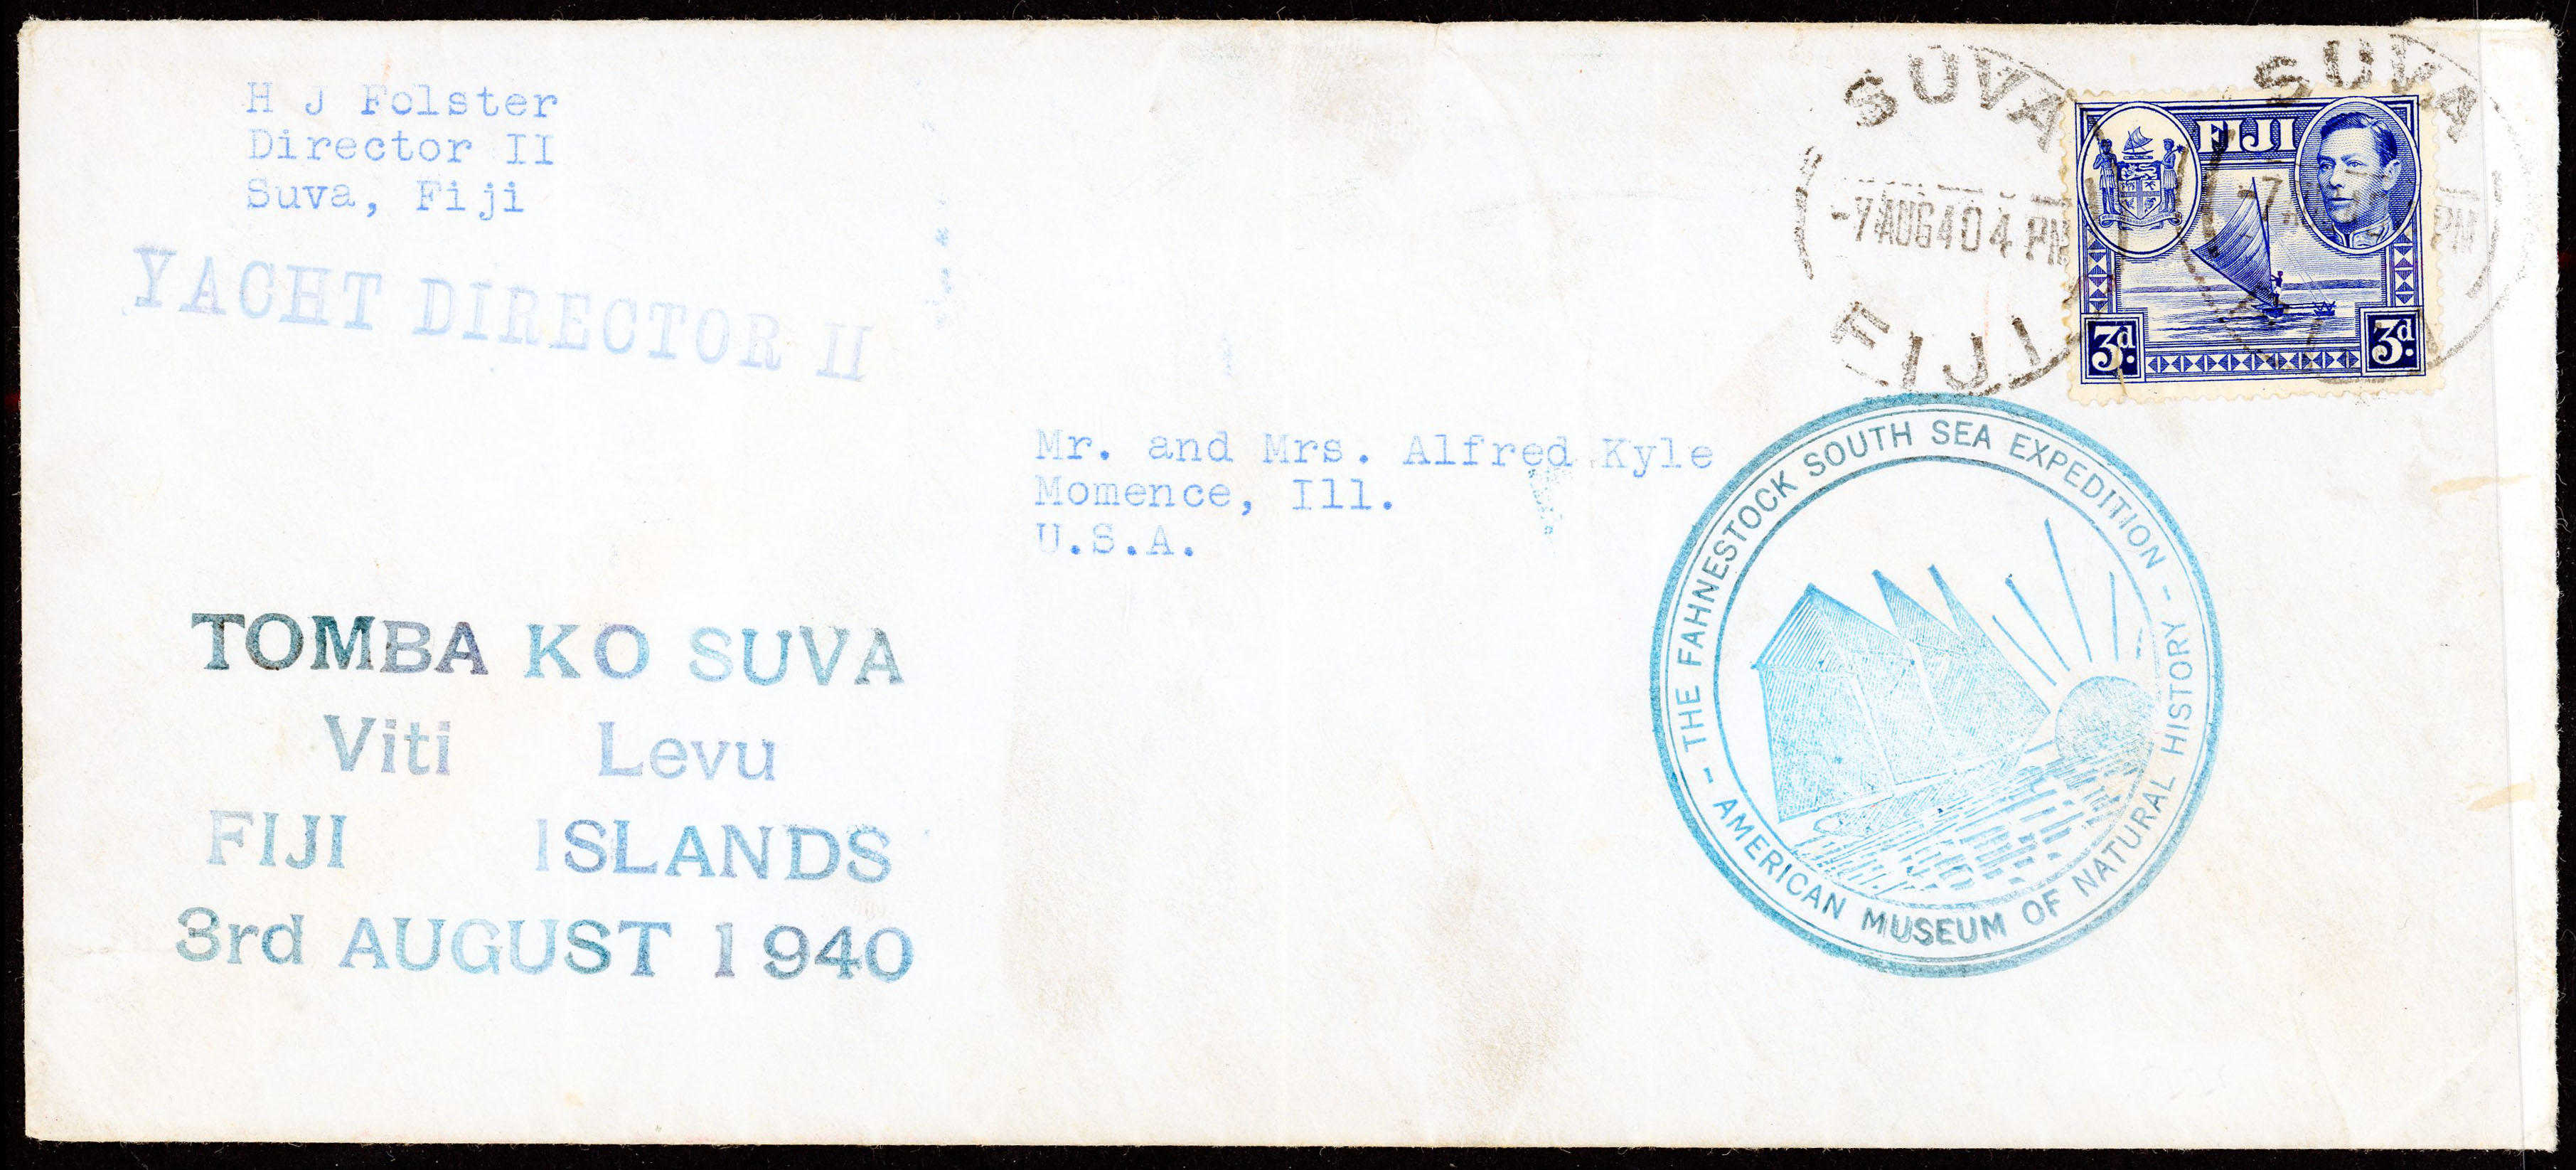 H J Folster
Director II
Suva, Fiji
YACHT DIRECTOR II
SUVA
-7AUG40 4 PM
FIJI
SUVA
-7
PM
FIJI
3d.
3d.
Mr. and Mrs. Alfred Kyle
Momence, Ill.
U.S.A.
- THE FAHNESTOCK SOUTH SEA EXPEDITION -
AMERICAN MUSEUM OF NATURAL HISTORY
TOMBA KO SUVA
Viti Levu
FIJI ISLANDS
3rd AUGUST 1940